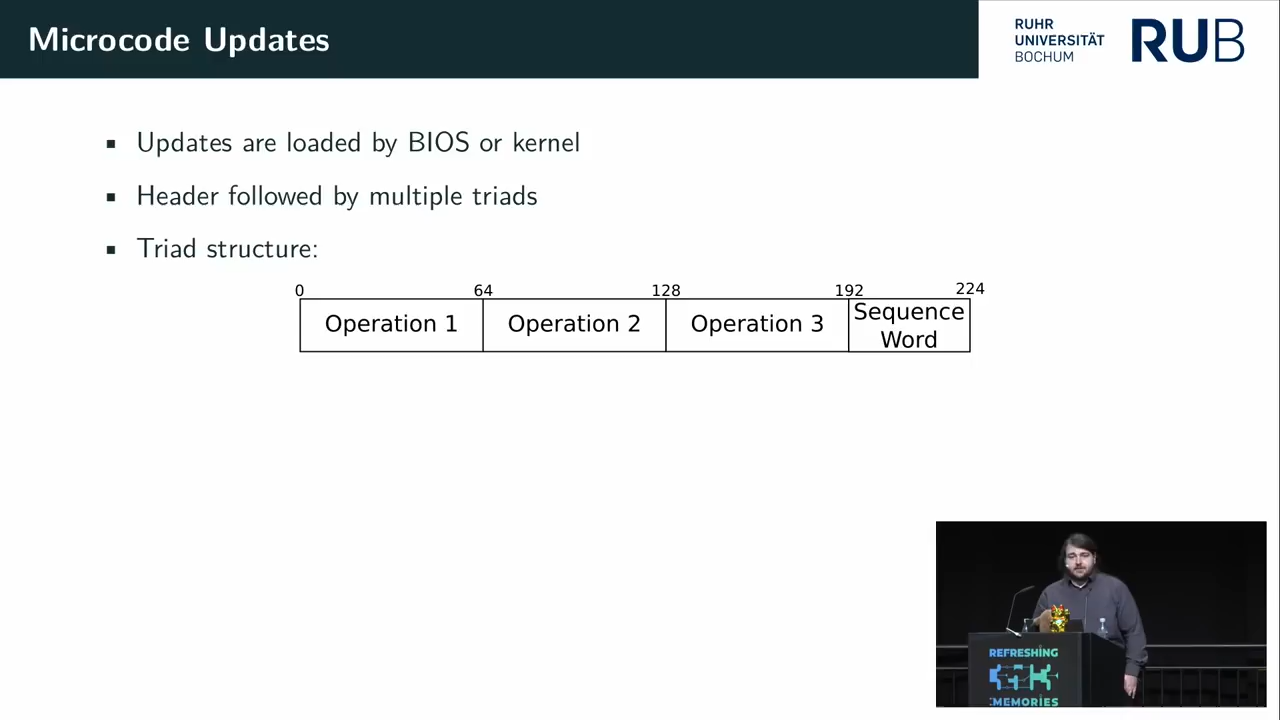 Microcode Updates
RUHR
UNIVERSITÄT
BOCHUM
RUB
Updates are loaded by BIOS or kernel
Header followed by multiple triads
Triad structure:
0 64 128 192 224
Operation 1 Operation 2 Operation 3 Sequence
Word
REFRESHING
MEMORIES